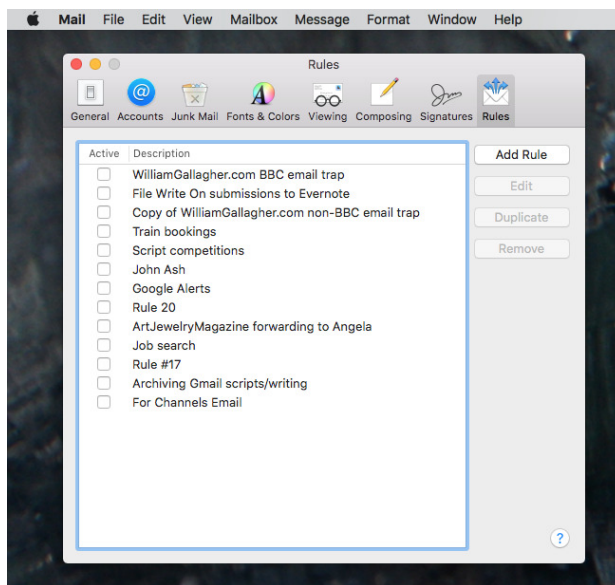 Mail File Edit View Mailbox Message Format Window Help
Rules
General Accounts Junk Mail Fonts & Colors Viewing Composing Signatures Rules
Active Description
WilliamGallagher.com BBC email trap
File Write On submissions to Evernote
Copy of WilliamGallagher.com non-BBC email trap
Train bookings
Script competitions
John Ash
Google Alerts
Rule 20
ArtJewelryMagazine forwarding to Angela
Job search
Rule #17
Archiving Gmail scripts/writing
For Channels Email
Add Rule
Edit
Duplicate
Remove
?